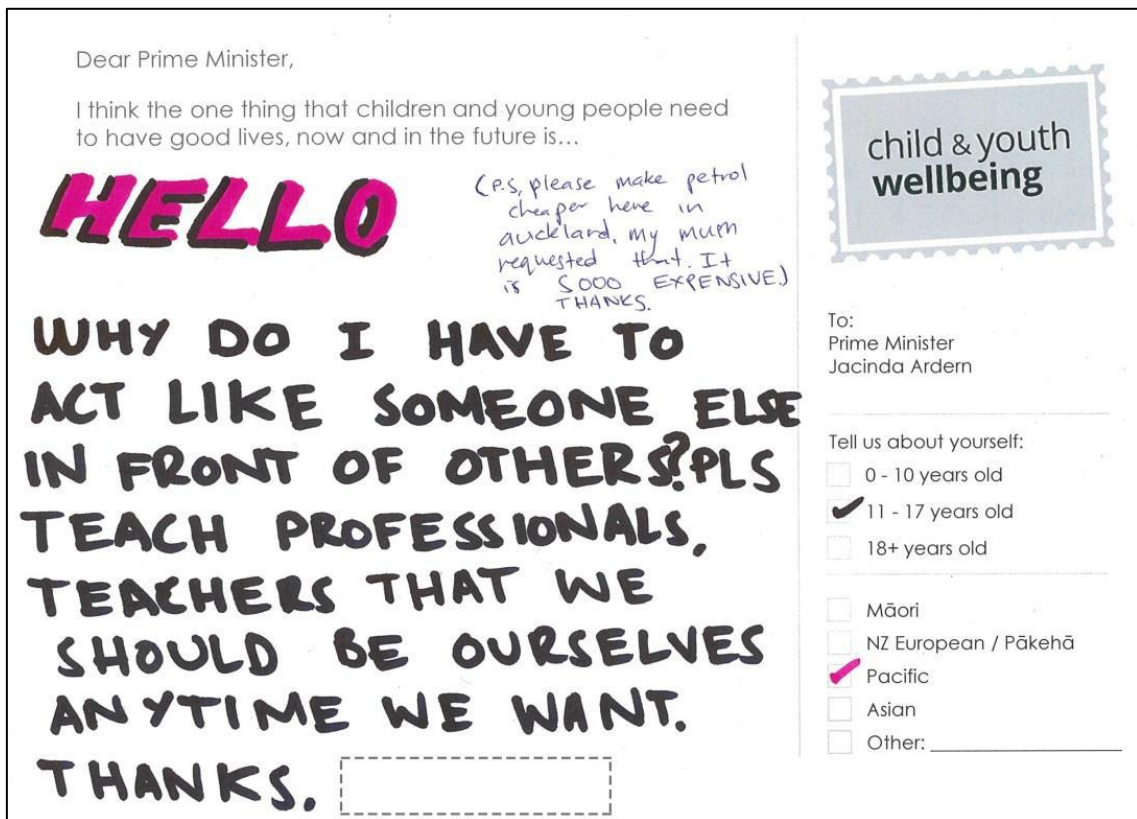 Dear Prime Minister,
I think the one thing that children and young people need
to have good lives, now and in the future is...
HELLO
(P.S, please make petrol
cheaper here in
auckland, my mum
requested that. It
is SOOO EXPENSIVE)
THANKS.
WHY DO I HAVE TO
ACT LIKE SOMEONE ELSE
IN FRONT OF OTHERS? PLS
TEACH PROFESSIONALS,
TEACHERS THAT WE
SHOULD BE OURSELVES
ANYTIME WE WANT.
THANKS.
child & youth
wellbeing
To:
Prime Minister
Jacinda Ardern
Tell us about yourself:
0 - 10 years old
11 - 17 years old
18+ years old
Māori
NZ European / Pākehā
Pacific
Asian
Other: